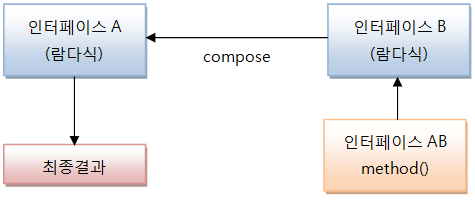 인터페이스 A
(람다식)
인터페이스 B
(람다식)
compose
최종결과
인터페이스 AB
method()